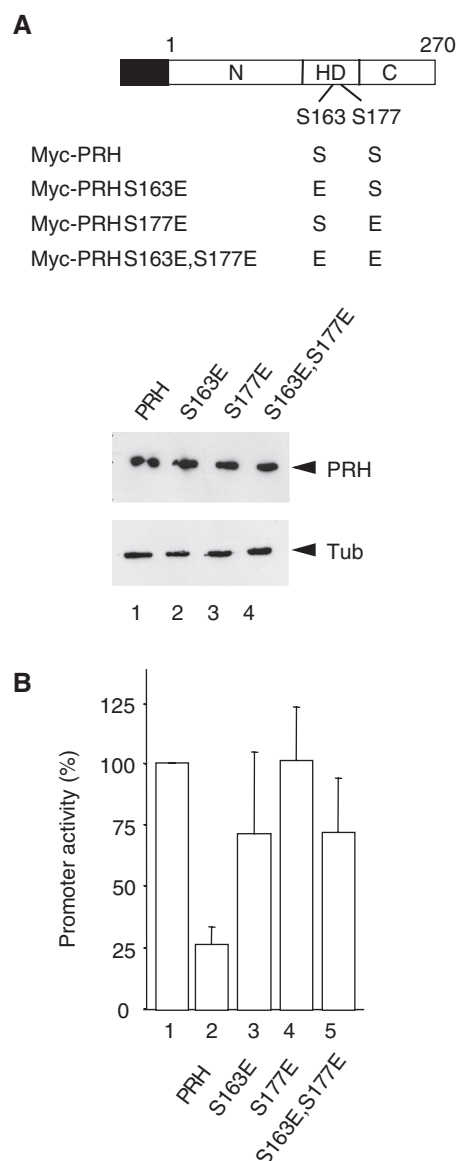 A
1 270
N HD C
S163 S177
Myc-PRH S S
Myc-PRHS163E E S
Myc-PRHS177E S E
Myc-PRHS163E,S177E E E
PRH S163E S177E S163E,S177E
PRH
Tub
1 2 3 4
B
Promoter activity (%)
125
100
75
50
25
0
1 2 3 4 5
PRH S163E S177E S163E,S177E